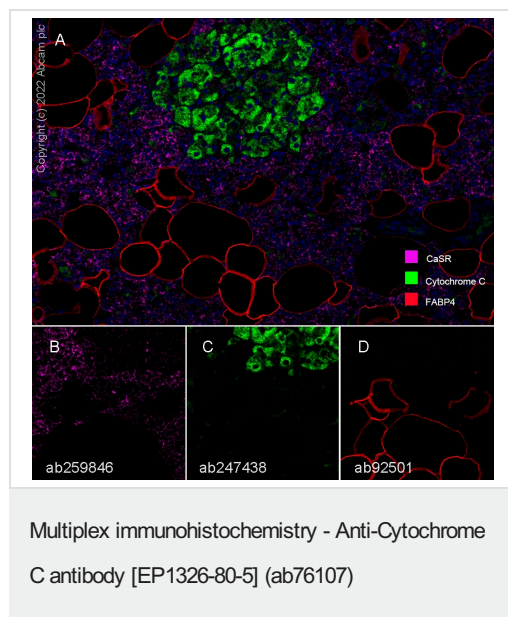 A
Copyright (c) 2022 Abcam plc
CaSR
Cytochrome C
FABP4
B
C
D
ab259846
ab247438
ab92501
Multiplex immunohistochemistry - Anti-Cytochrome
C antibody [EP1326-80-5] (ab76107)